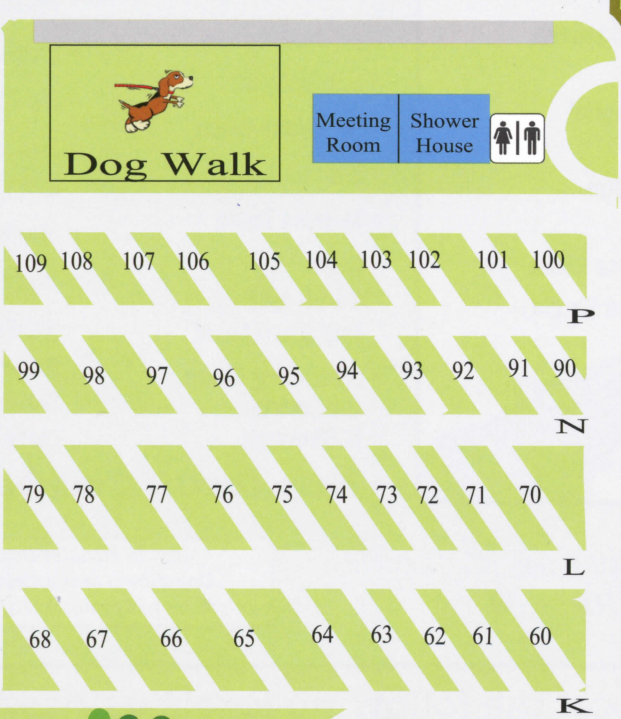 Dog Walk
Meeting
Room
Shower
House
109 108 107 106 105 104 103 102 101 100
P
99 98 97 96 95 94 93 92 91 90
N
79 78 77 76 75 74 73 72 71 70
L
68 67 66 65 64 63 62 61 60
K